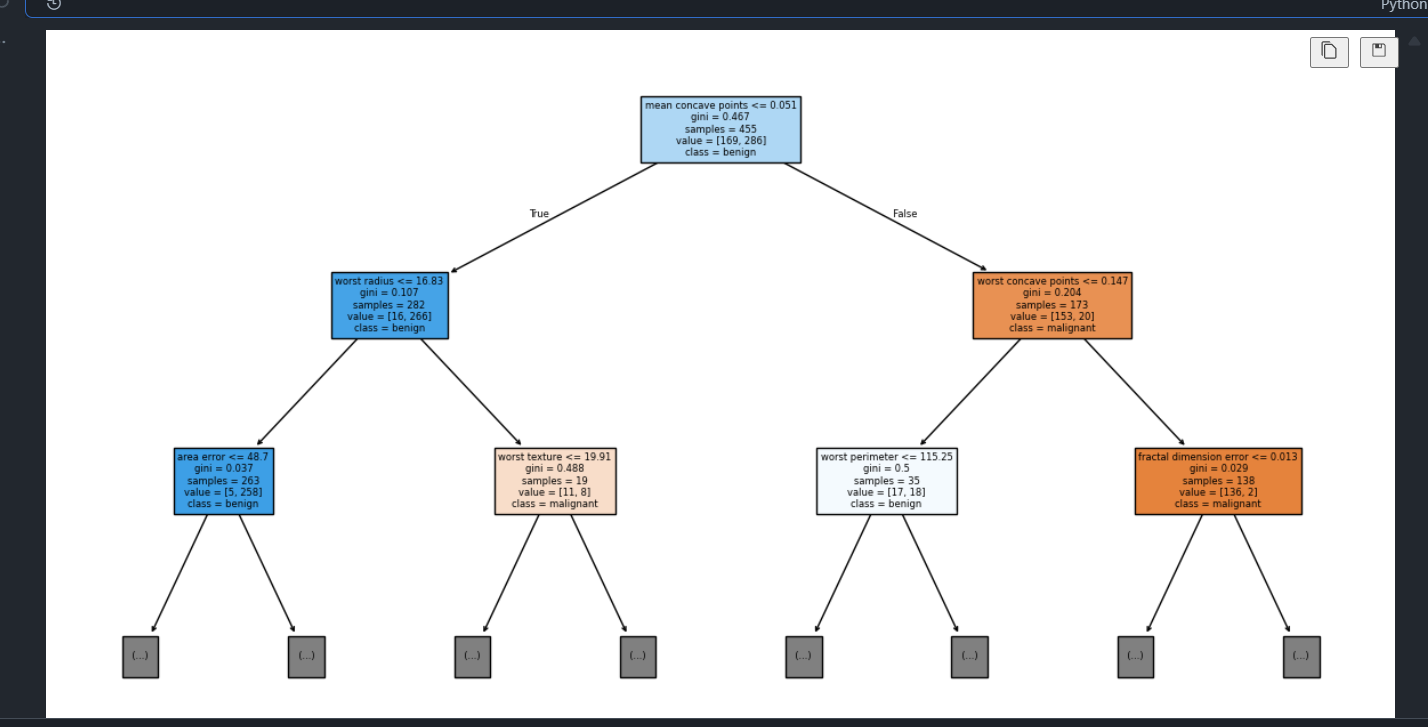 Python
mean concave points <= 0.051
gini = 0.467
samples = 455
value = [169, 286]
class = benign
True
False
worst radius <= 16.83
gini = 0.107
samples = 282
value = [16, 266]
class = benign
worst concave points <= 0.147
gini = 0.204
samples = 173
value = [153, 20]
class = malignant
area error <= 48.7
gini = 0.037
samples = 263
value = [5, 258]
class = benign
worst texture <= 19.91
gini = 0.488
samples = 19
value = [11, 8]
class = malignant
worst perimeter <= 115.25
gini = 0.5
samples = 35
value = [17, 18]
class = benign
fractal dimension error <= 0.013
gini = 0.029
samples = 138
value = [136, 2]
class = malignant
(...)
(...)
(...)
(...)
(...)
(...)
(...)
(...)